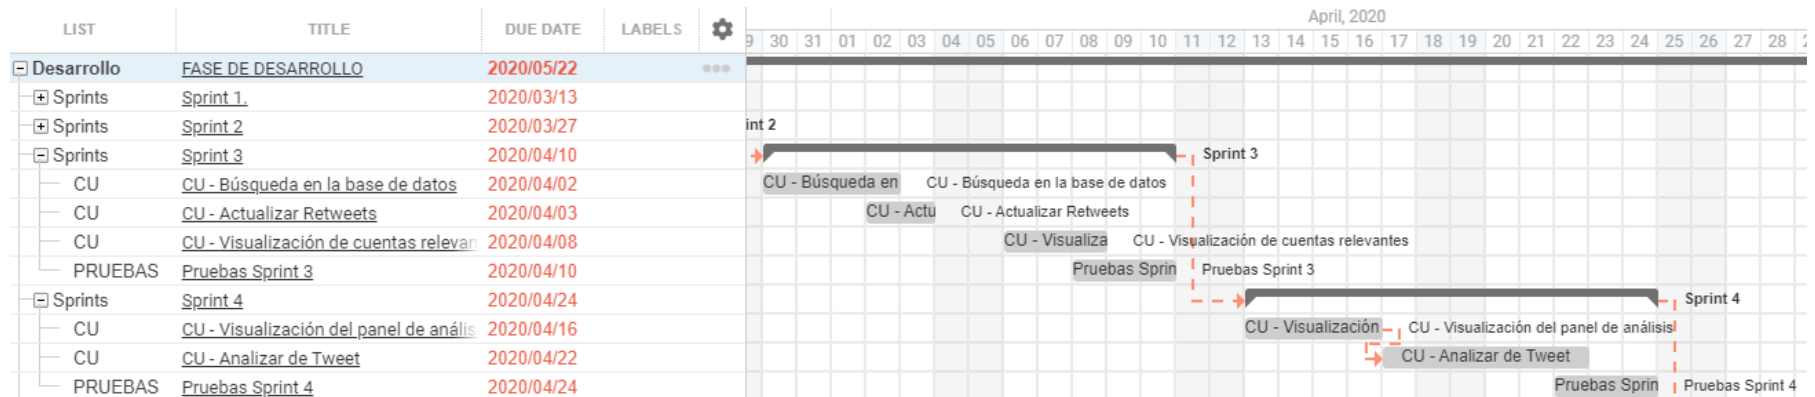 April, 2020
LIST TITLE DUE DATE LABELS
9 30 31 01 02 03 04 05 06 07 08 09 10 11 12 13 14 15 16 17 18 19 20 21 22 23 24 25 26 27 28 2
Desarrollo FASE DE DESARROLLO 2020/05/22
Sprints Sprint 1. 2020/03/13
Sprints Sprint 2 2020/03/27 int 2
Sprints Sprint 3 2020/04/10 Sprint 3
CU CU - Búsqueda en la base de datos 2020/04/02 CU - Búsqueda en CU - Búsqueda en la base de datos
CU CU - Actualizar Retweets 2020/04/03 CU - Actu CU - Actualizar Retweets
CU CU - Visualización de cuentas relevan 2020/04/08 CU - Visualiza CU - Visualización de cuentas relevantes
PRUEBAS Pruebas Sprint 3 2020/04/10 Pruebas Sprin Pruebas Sprint 3
Sprints Sprint 4 2020/04/24 Sprint 4
CU CU - Visualización del panel de anális 2020/04/16 CU - Visualización CU - Visualización del panel de análisis
CU CU - Analizar de Tweet 2020/04/22 CU - Analizar de Tweet
PRUEBAS Pruebas Sprint 4 2020/04/24 Pruebas Sprin Pruebas Sprint 4